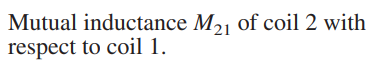 Mutual inductance M₂₁ of coil 2 with
respect to coil 1.